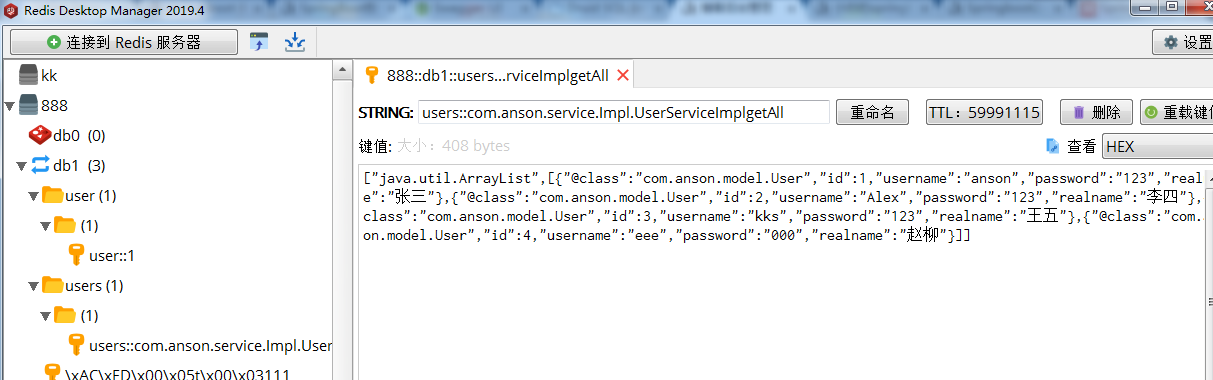 Redis Desktop Manager 2019.4
连接到 Redis 服务器
设置
kk
888
db0 (0)
db1 (3)
user (1)
(1)
user::1
users (1)
(1)
users::com.anson.service.Impl.User
\xAC\xED\x00\x05t\x00\x03111
888::db1::users...rviceImplgetAll
STRING: users::com.anson.service.Impl.UserServiceImplgetAll 重命名 TTL：59991115 删除 重载键值
键值: 大小：408 bytes 查看 HEX
["java.util.ArrayList",[{"@class":"com.anson.model.User","id":1,"username":"anson","password":"123","real
e":"张三"},{"@class":"com.anson.model.User","id":2,"username":"Alex","password":"123","realname":"李四"},
class":"com.anson.model.User","id":3,"username":"kks","password":"123","realname":"王五"},{"@class":"com.
on.model.User","id":4,"username":"eee","password":"000","realname":"赵柳"}]]